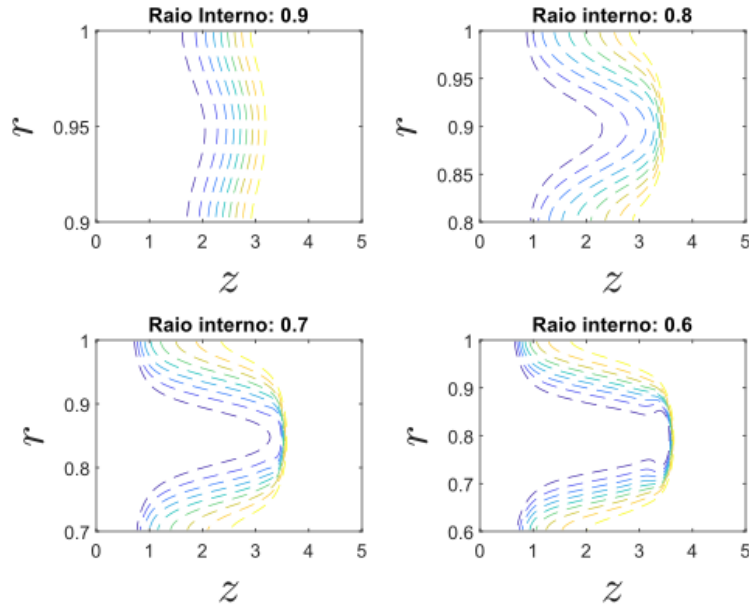 Raio Interno: 0.9
1
0.95
0.9
r
0 1 2 3 4 5
z
Raio interno: 0.8
1
0.95
0.9
0.85
0.8
r
0 1 2 3 4 5
z
Raio interno: 0.7
1
0.9
0.8
0.7
r
0 1 2 3 4 5
z
Raio interno: 0.6
1
0.9
0.8
0.7
0.6
r
0 1 2 3 4 5
z